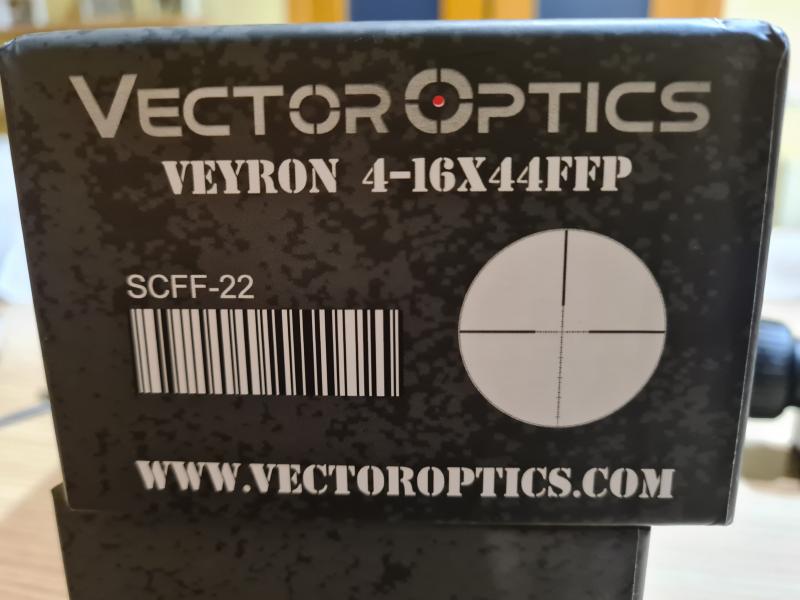 VECTOR OPTICS
VEYRON 4-16X44FFP
SCFF-22
WWW.VECTOROPTICS.COM